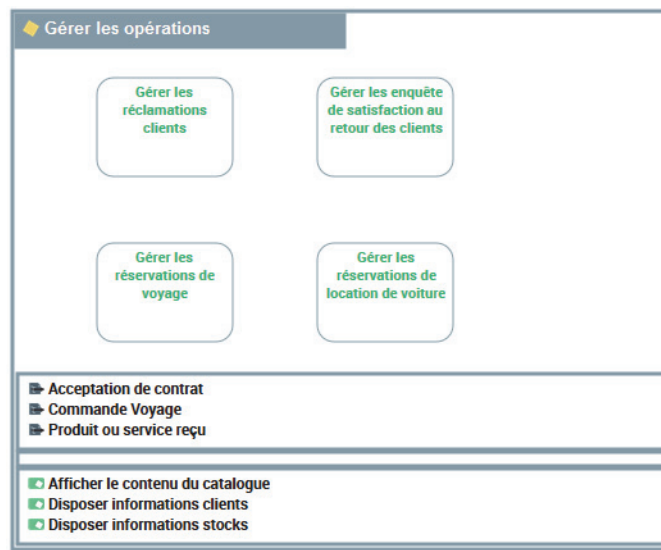 Gérer les opérations
Gérer les
réclamations
clients
Gérer les enquête
de satisfaction au
retour des clients
Gérer les
réservations de
voyage
Gérer les
réservations de
location de voiture
Acceptation de contrat
Commande Voyage
Produit ou service reçu
Afficher le contenu du catalogue
Disposer informations clients
Disposer informations stocks